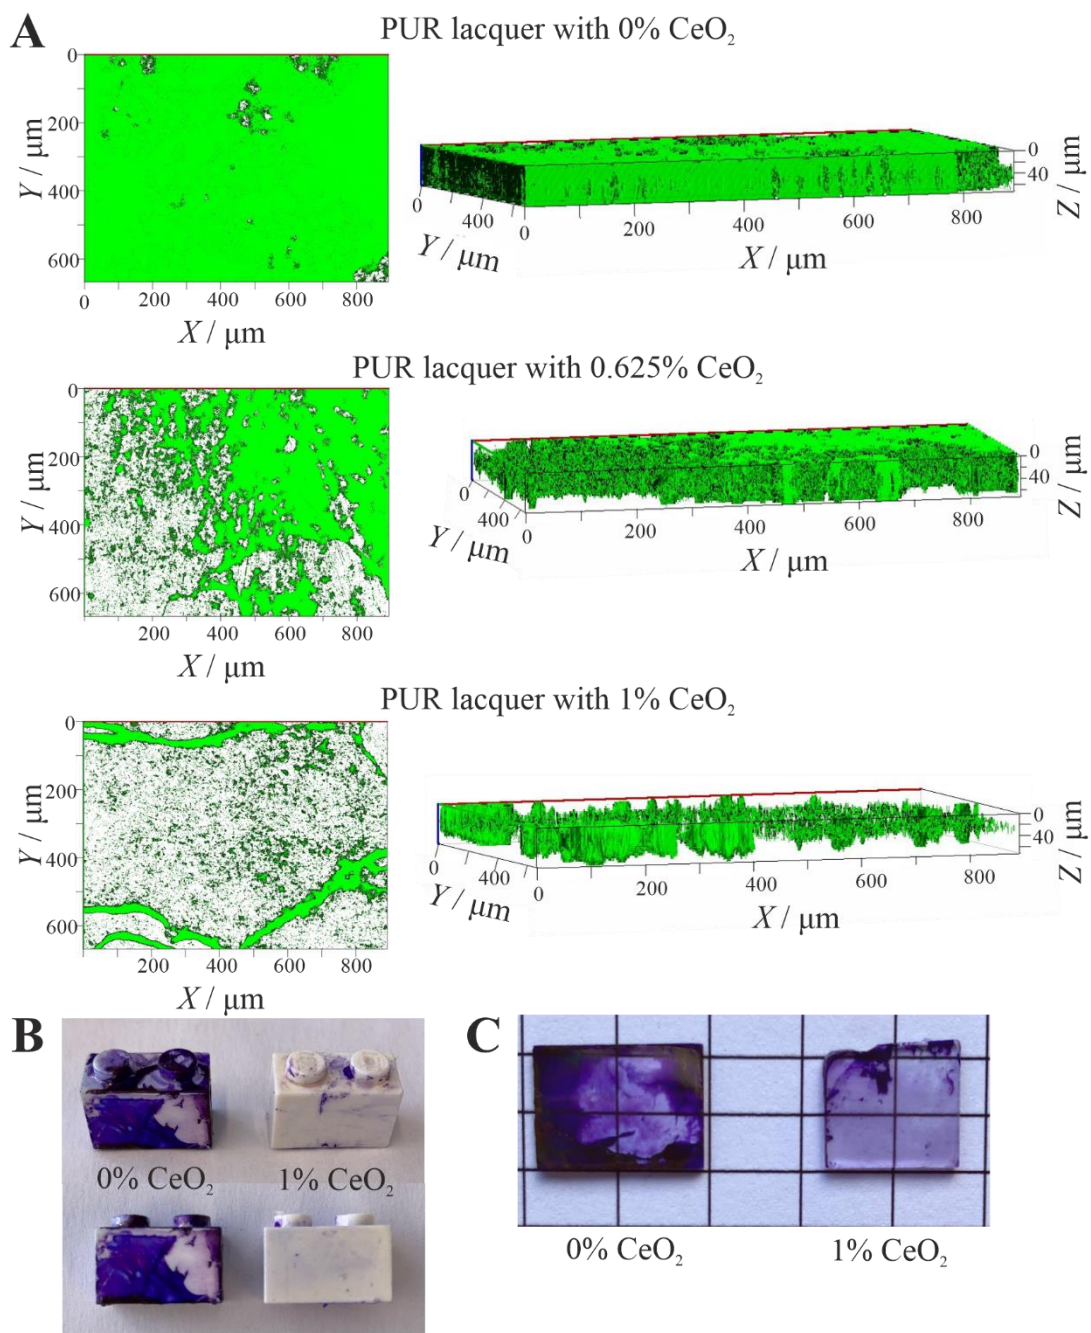 A
PUR lacquer with 0% CeO₂
0
200
400
600
Y / μm
0
200
400
600
800
X / μm
0
400
Y / μm
0
200
400
600
800
X / μm
0
40
Z / μm
PUR lacquer with 0.625% CeO₂
0
200
400
600
Y / μm
200
400
600
800
X / μm
0
400
Y / μm
0
200
400
600
800
X / μm
0
40
Z / μm
PUR lacquer with 1% CeO₂
0
200
400
600
Y / μm
200
400
600
800
X / μm
0
400
Y / μm
0
200
400
600
800
X / μm
0
40
Z / μm
B
0% CeO₂ 1% CeO₂
C
0% CeO₂ 1% CeO₂